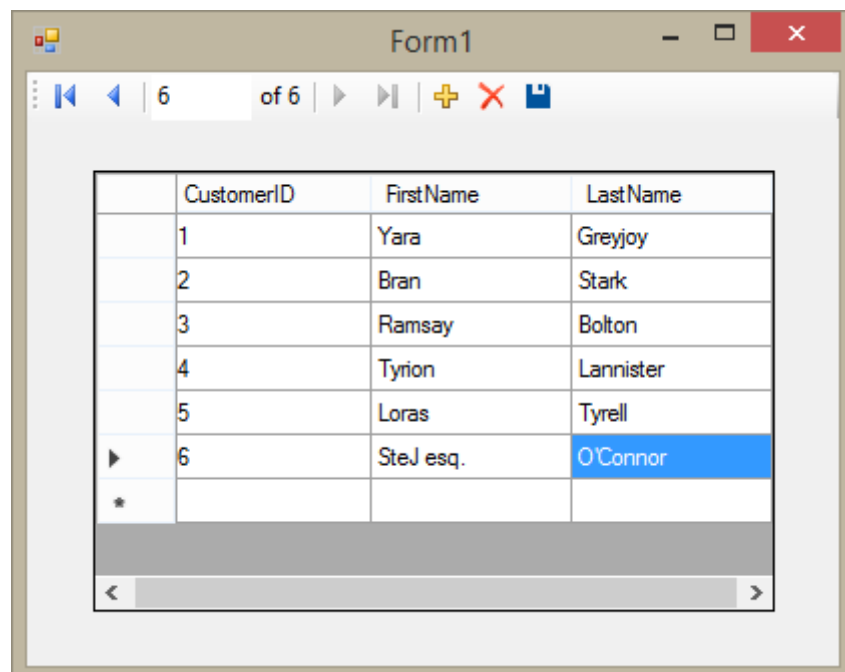 Form1
6 of 6
CustomerID FirstName LastName
1 Yara Greyjoy
2 Bran Stark
3 Ramsay Bolton
4 Tyrion Lannister
5 Loras Tyrell
6 SteJ esq. O'Connor